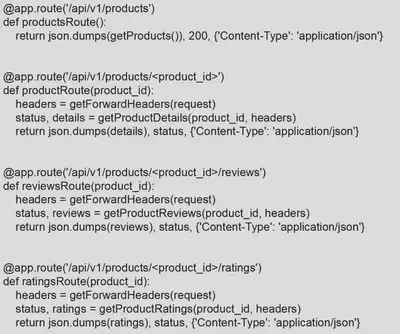 @app.route('/api/v1/products')
def productsRoute():
return json.dumps(getProducts()), 200, {'Content-Type': 'application/json'}
@app.route('/api/v1/products/<product_id>')
def productRoute(product_id):
headers = getForwardHeaders(request)
status, details = getProductDetails(product_id, headers)
return json.dumps(details), status, {'Content-Type': 'application/json'}
@app.route('/api/v1/products/<product_id>/reviews')
def reviewsRoute(product_id):
headers = getForwardHeaders(request)
status, reviews = getProductReviews(product_id, headers)
return json.dumps(reviews), status, {'Content-Type': 'application/json'}
@app.route('/api/v1/products/<product_id>/ratings')
def ratingsRoute(product_id):
headers = getForwardHeaders(request)
status, ratings = getProductRatings(product_id, headers)
return json.dumps(ratings), status, {'Content-Type': 'application/json'}